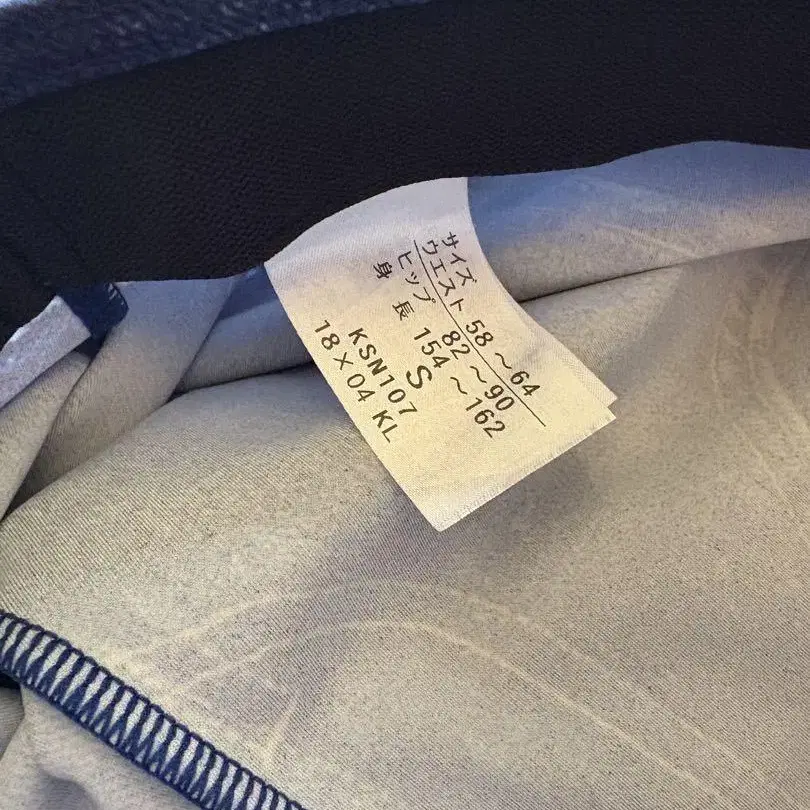 サイズ
ウエスト 58～64
ヒップ 82～90
身長 154～162
S
KSN107
18×04 KL